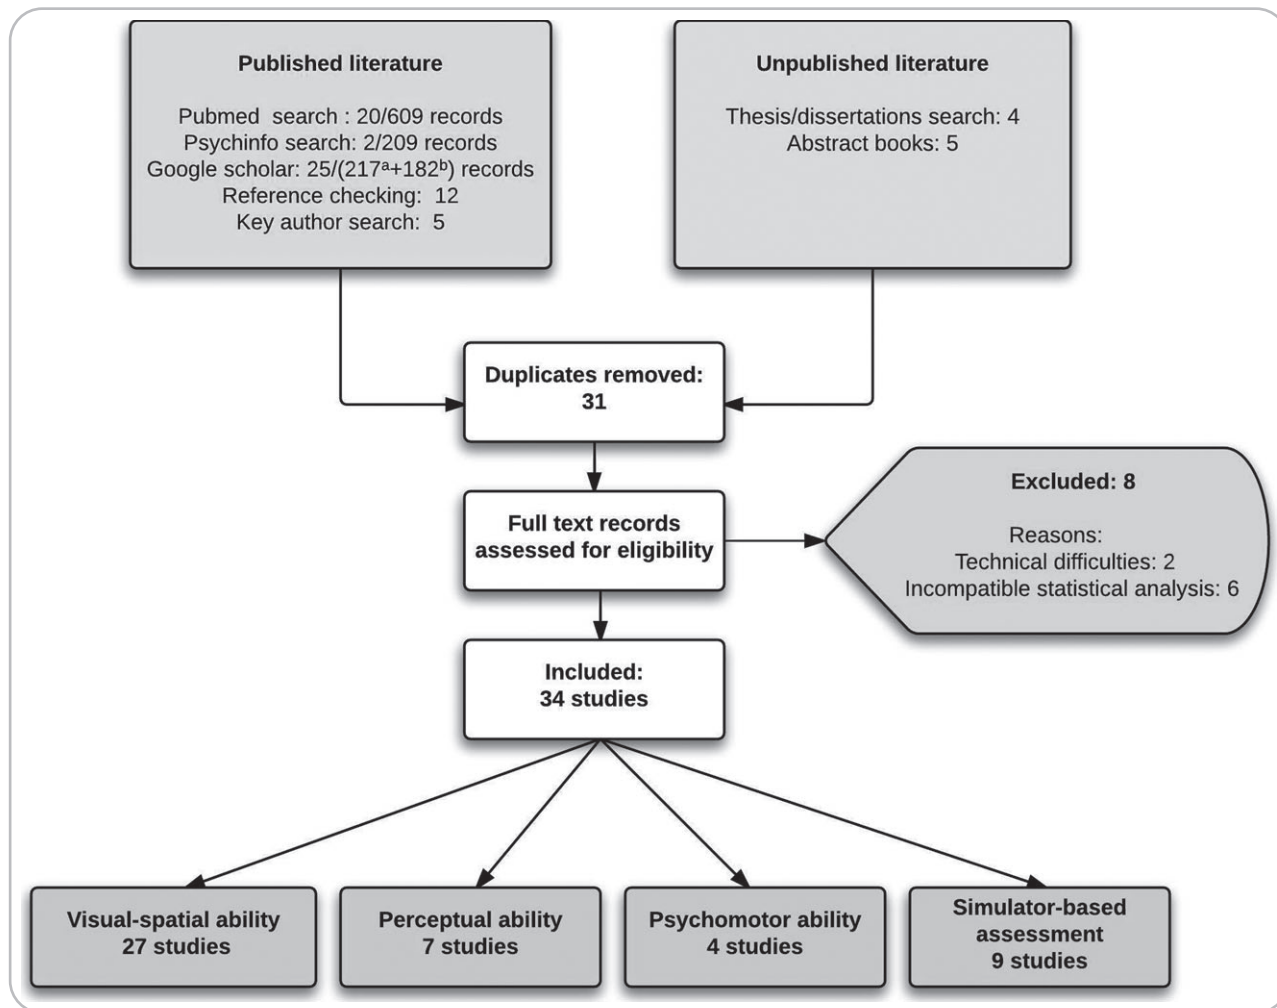 Published literature
Pubmed  search : 20/609 records
Psychinfo search: 2/209 records
Google scholar: 25/(217ᵃ+182ᵇ) records
Reference checking:  12
Key author search:  5
Unpublished literature
Thesis/dissertations search: 4
Abstract books: 5
Duplicates removed:
31
Full text records
assessed for eligibility
Excluded: 8
Reasons:
Technical difficulties: 2
Incompatible statistical analysis: 6
Included:
34 studies
Visual-spatial ability
27 studies
Perceptual ability
7 studies
Psychomotor ability
4 studies
Simulator-based
assessment
9 studies